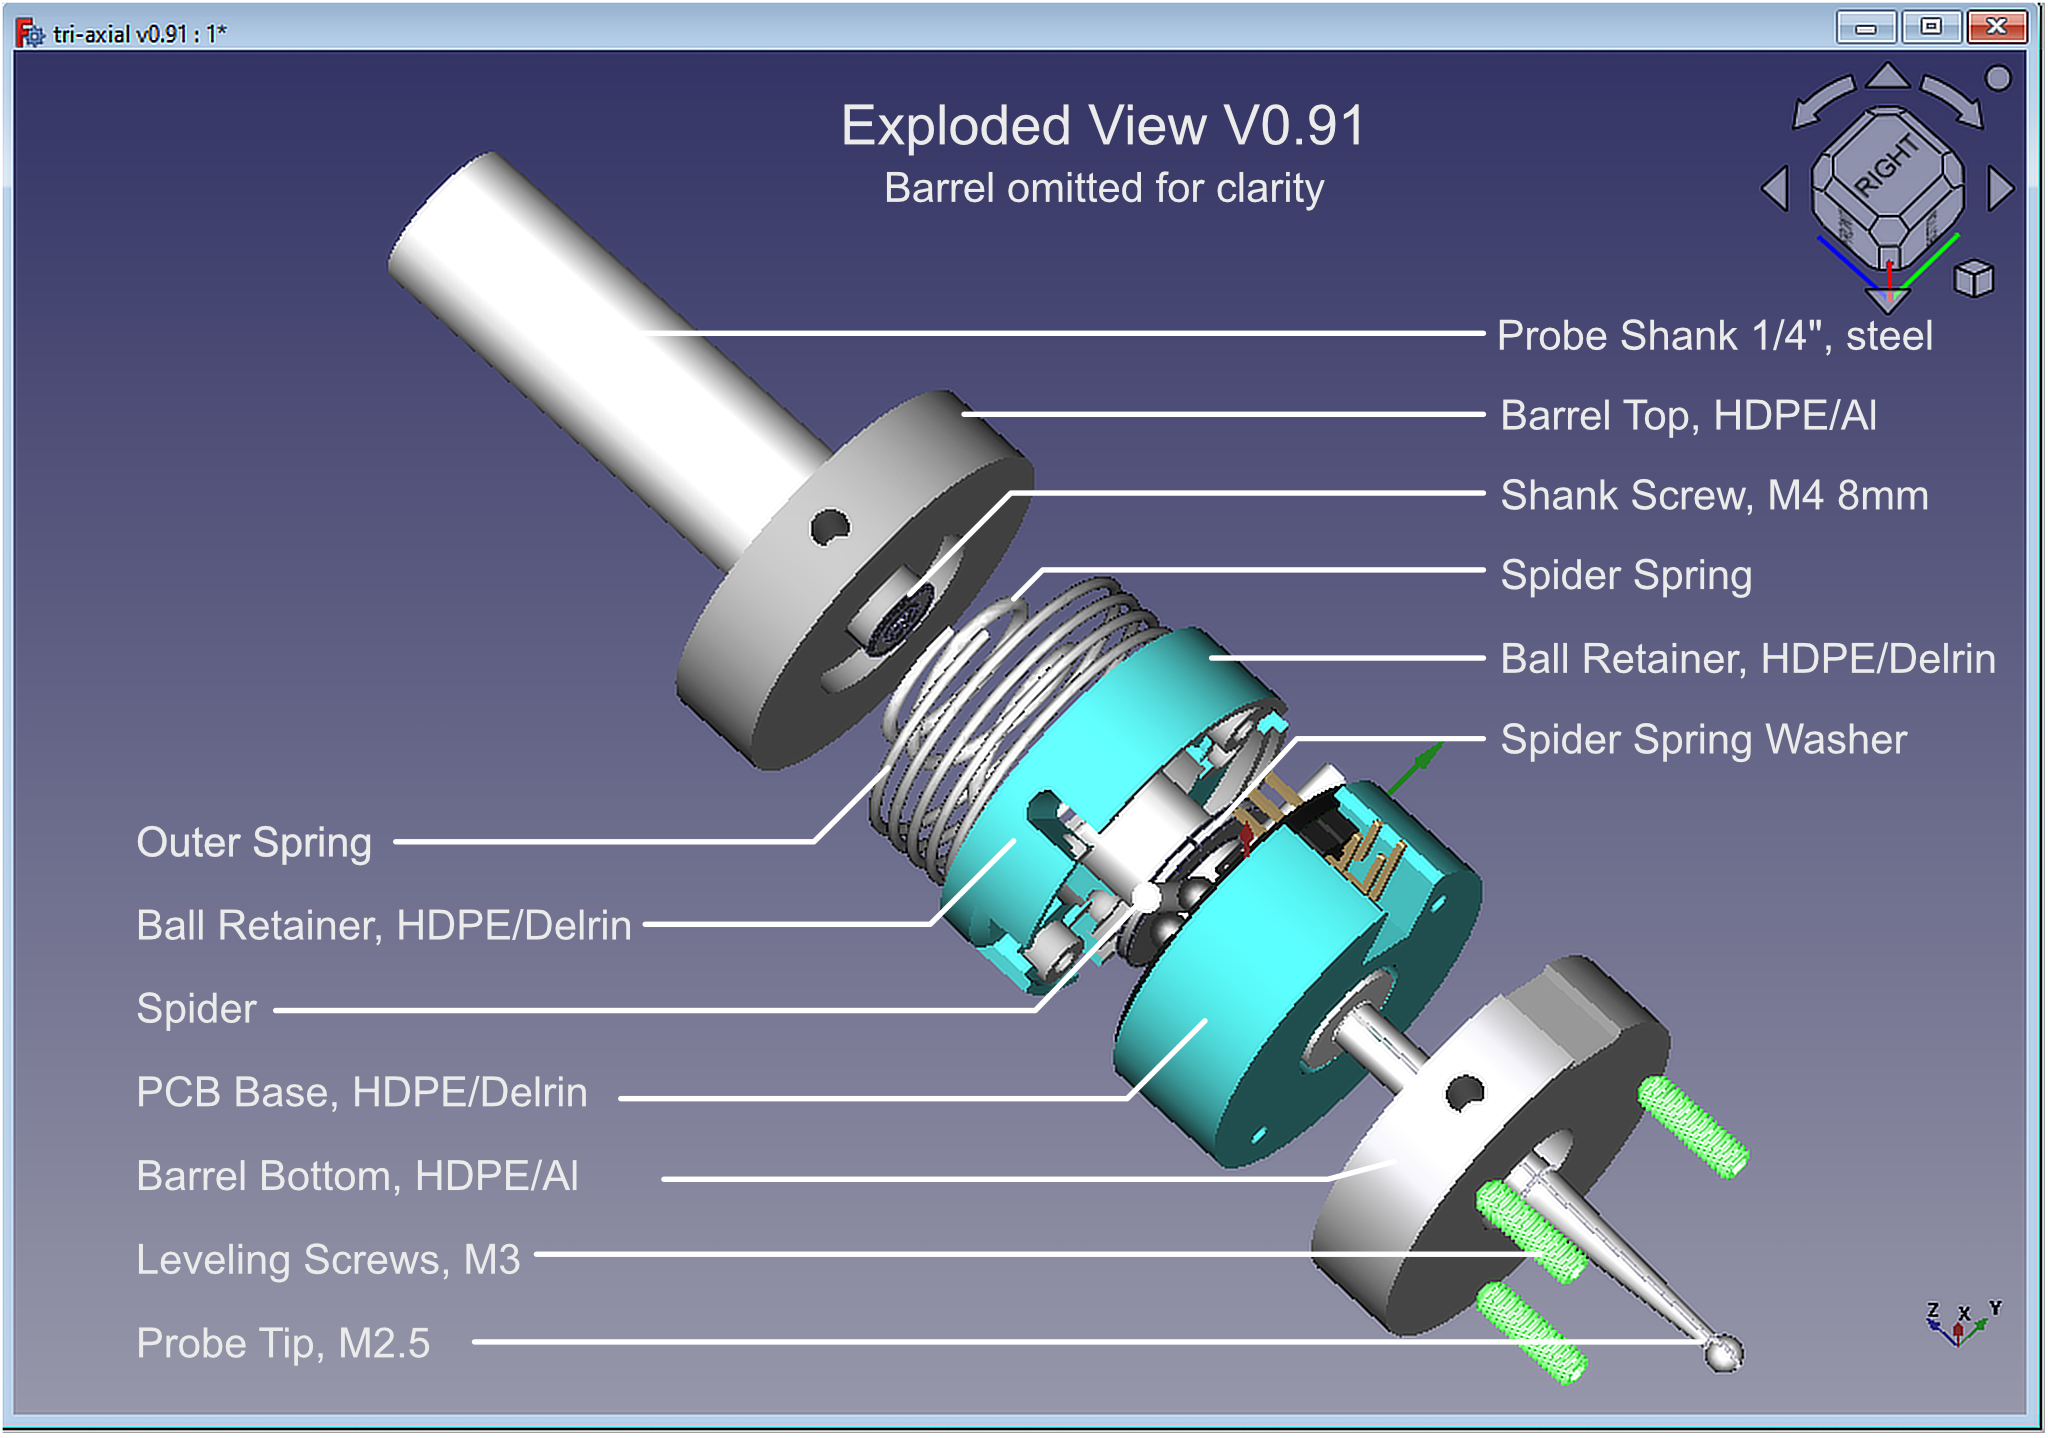 tri-axial v0.91 : 1*
Exploded View V0.91
Barrel omitted for clarity
RIGHT
Probe Shank 1/4", steel
Barrel Top, HDPE/Al
Shank Screw, M4 8mm
Spider Spring
Ball Retainer, HDPE/Delrin
Spider Spring Washer
Outer Spring
Ball Retainer, HDPE/Delrin
Spider
PCB Base, HDPE/Delrin
Barrel Bottom, HDPE/Al
Leveling Screws, M3
Probe Tip, M2.5
Z X Y